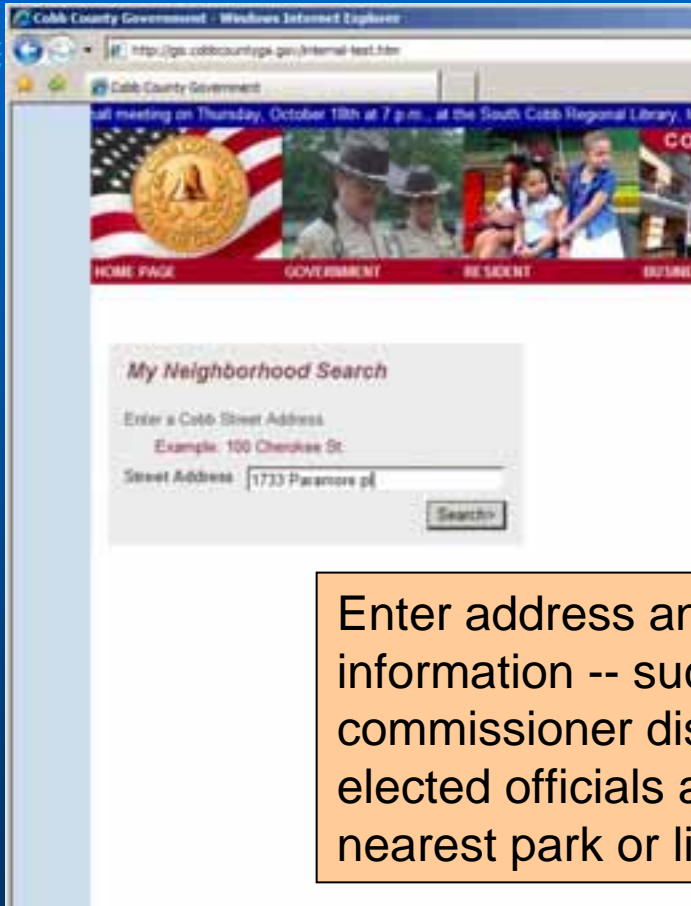 Cobb County Government - Windows Internet Explorer
http://gis.cobbcountyga.gov/internal-test.htm
Cobb County Government
hall meeting on Thursday, October 18th at 7 p.m., at the South Cobb Regional Library,
CO
HOME PAGE GOVERNMENT RESIDENT BUSINE
My Neighborhood Search
Enter a Cobb Street Address
Example: 100 Cherokee St.
Street Address 1733 Paramore pl
Search>
Enter address an
information -- suc
commissioner dis
elected officials a
nearest park or li